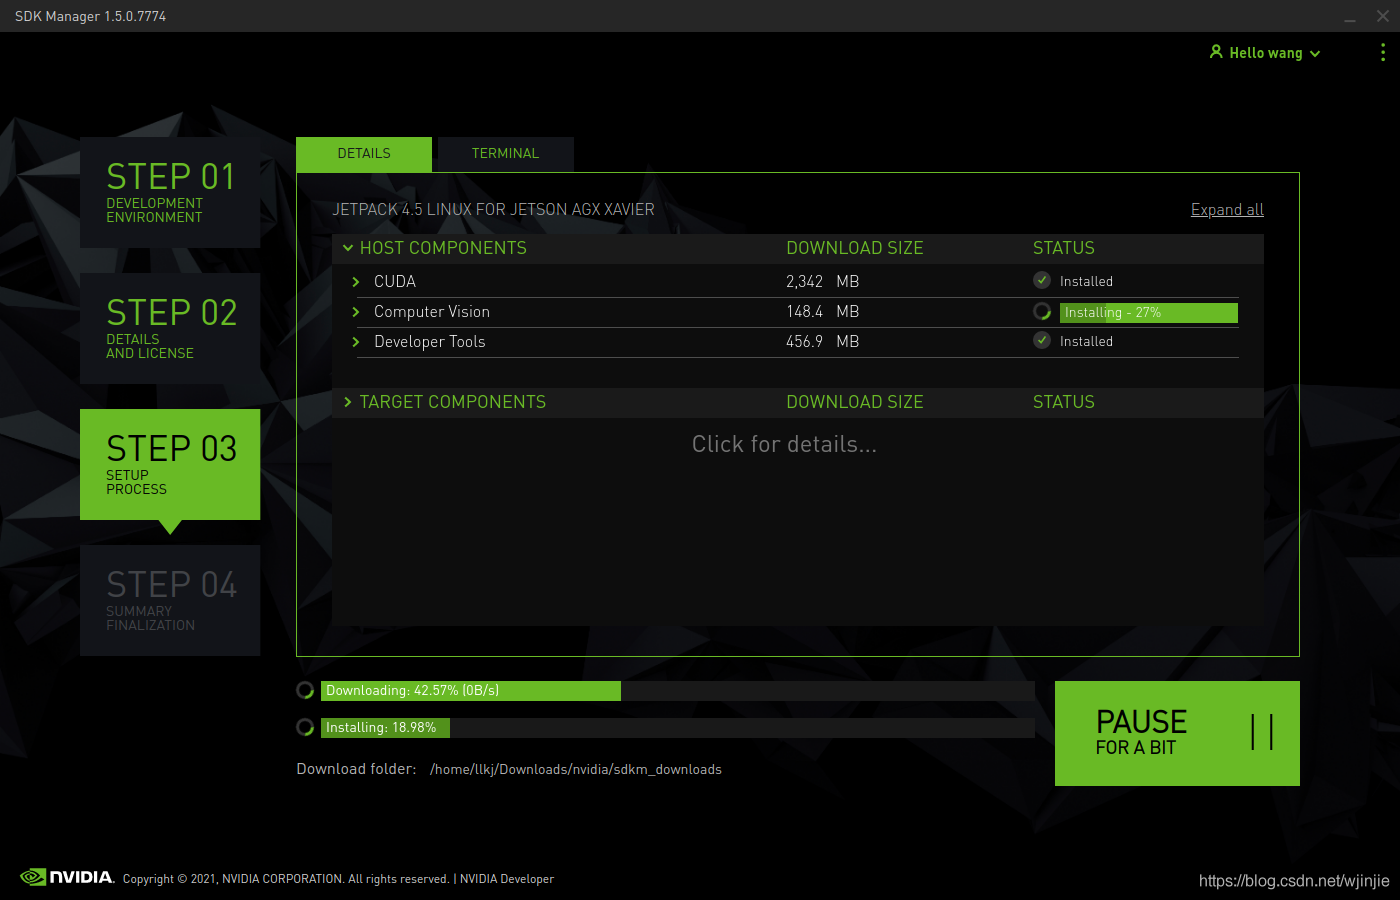 SDK Manager 1.5.0.7774
Hello wang
STEP 01
DEVELOPMENT
ENVIRONMENT
STEP 02
DETAILS
AND LICENSE
STEP 03
SETUP
PROCESS
STEP 04
SUMMARY
FINALIZATION
DETAILS
TERMINAL
JETPACK 4.5 LINUX FOR JETSON AGX XAVIER
Expand all
HOST COMPONENTS DOWNLOAD SIZE STATUS
CUDA 2,342 MB Installed
Computer Vision 148.4 MB Installing - 27%
Developer Tools 456.9 MB Installed
TARGET COMPONENTS DOWNLOAD SIZE STATUS
Click for details...
Downloading: 42.57% (0B/s)
Installing: 18.98%
Download folder: /home/llkj/Downloads/nvidia/sdkm_downloads
PAUSE
FOR A BIT
NVIDIA. Copyright © 2021, NVIDIA CORPORATION. All rights reserved. | NVIDIA Developer
https://blog.csdn.net/wjinjie